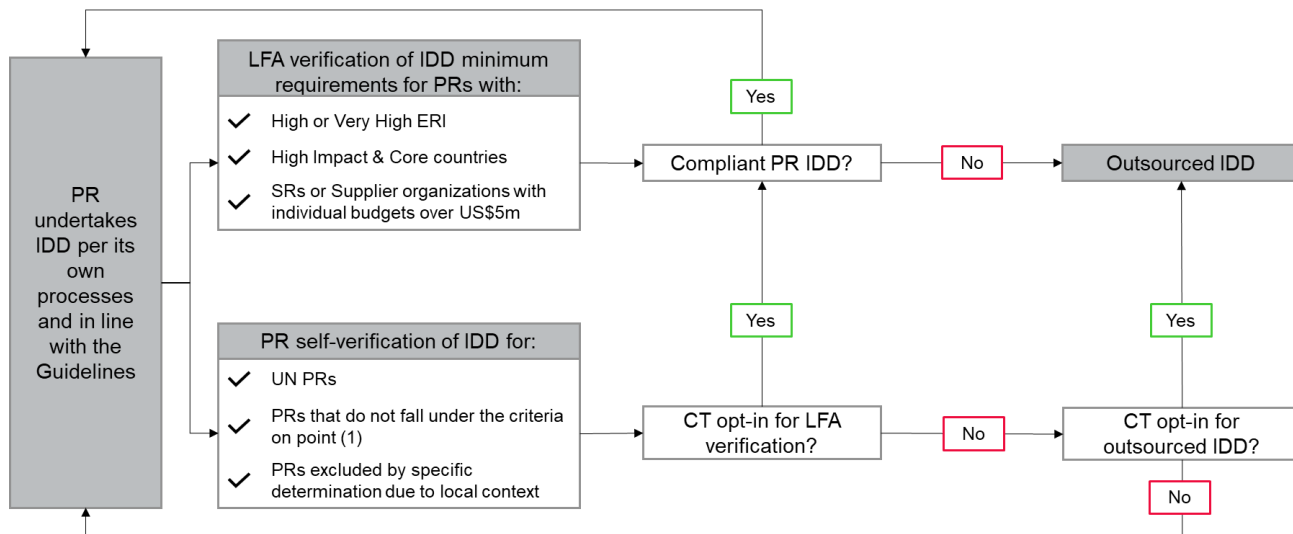 PR
undertakes
IDD per its
own
processes
and in line
with the
Guidelines
LFA verification of IDD minimum
requirements for PRs with:
High or Very High ERI
High Impact & Core countries
SRs or Supplier organizations with
individual budgets over US$5m
Yes
Compliant PR IDD?
No
Outsourced IDD
Yes
Yes
PR self-verification of IDD for:
UN PRs
PRs that do not fall under the criteria
on point (1)
PRs excluded by specific
determination due to local context
CT opt-in for LFA
verification?
No
CT opt-in for
outsourced IDD?
No